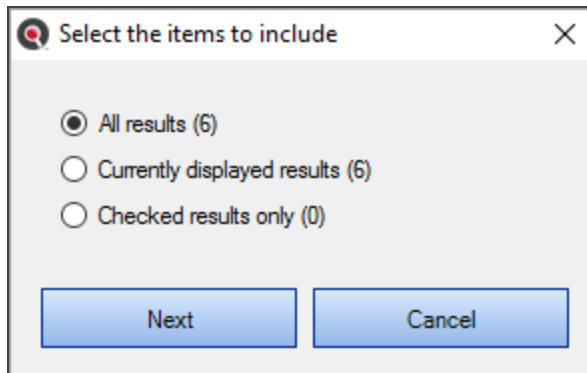 Select the items to include
All results (6)
Currently displayed results (6)
Checked results only (0)
Next Cancel